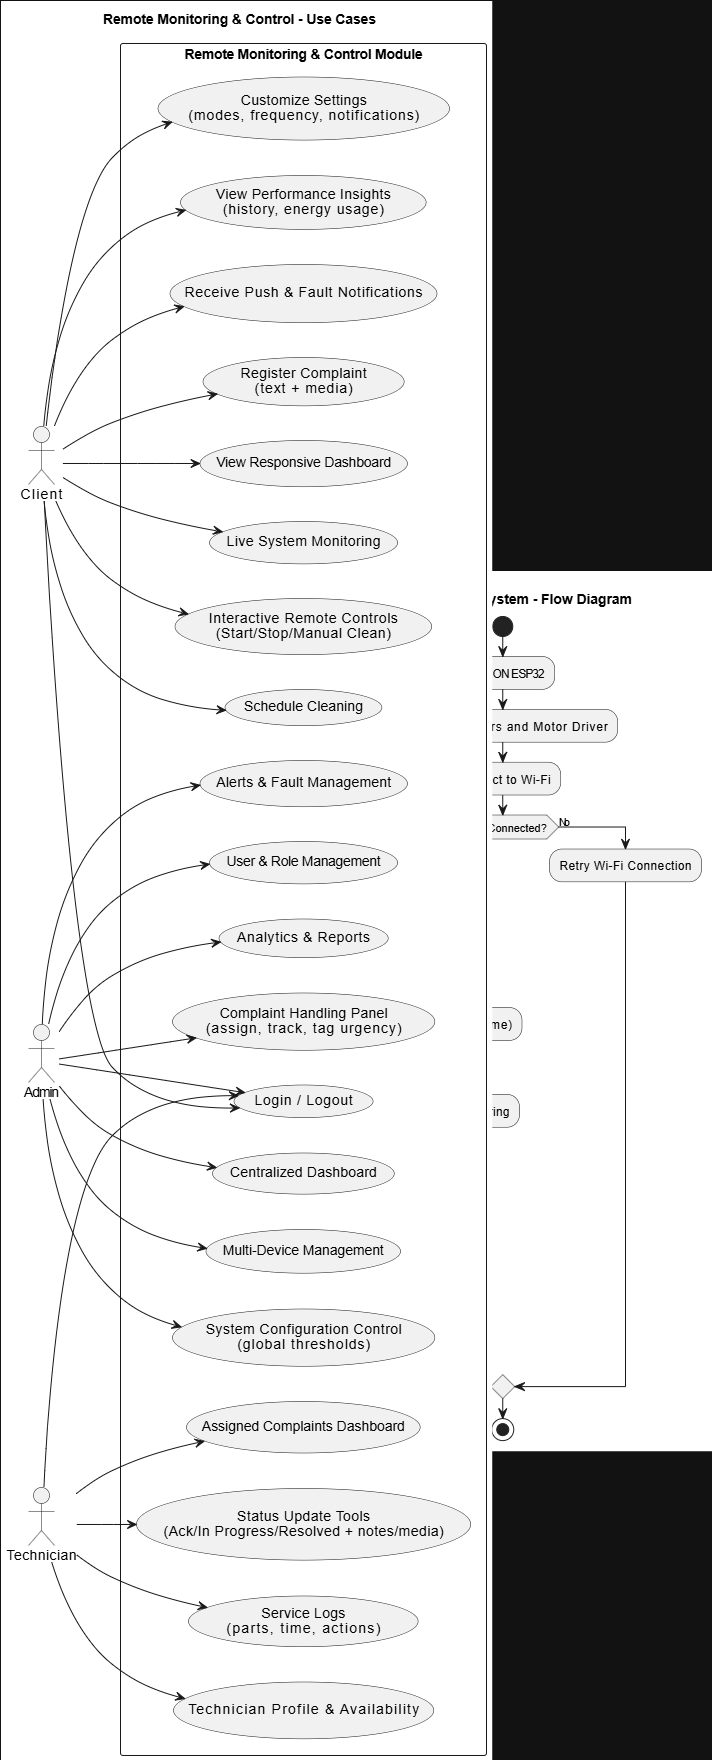 Remote Monitoring & Control - Use Cases
Remote Monitoring & Control Module
Customize Settings
(modes, frequency, notifications)
View Performance Insights
(history, energy usage)
Receive Push & Fault Notifications
Register Complaint
(text + media)
View Responsive Dashboard
Client
Live System Monitoring
Interactive Remote Controls
(Start/Stop/Manual Clean)
Schedule Cleaning
Alerts & Fault Management
User & Role Management
Analytics & Reports
Complaint Handling Panel
(assign, track, tag urgency)
Admin
Login / Logout
Centralized Dashboard
Multi-Device Management
System Configuration Control
(global thresholds)
Assigned Complaints Dashboard
Status Update Tools
(Ack/In Progress/Resolved + notes/media)
Technician
Service Logs
(parts, time, actions)
Technician Profile & Availability
ystem - Flow Diagram
ON ESP32
rs and Motor Driver
ct to Wi-Fi
Connected?
No
Retry Wi-Fi Connection
me)
ring